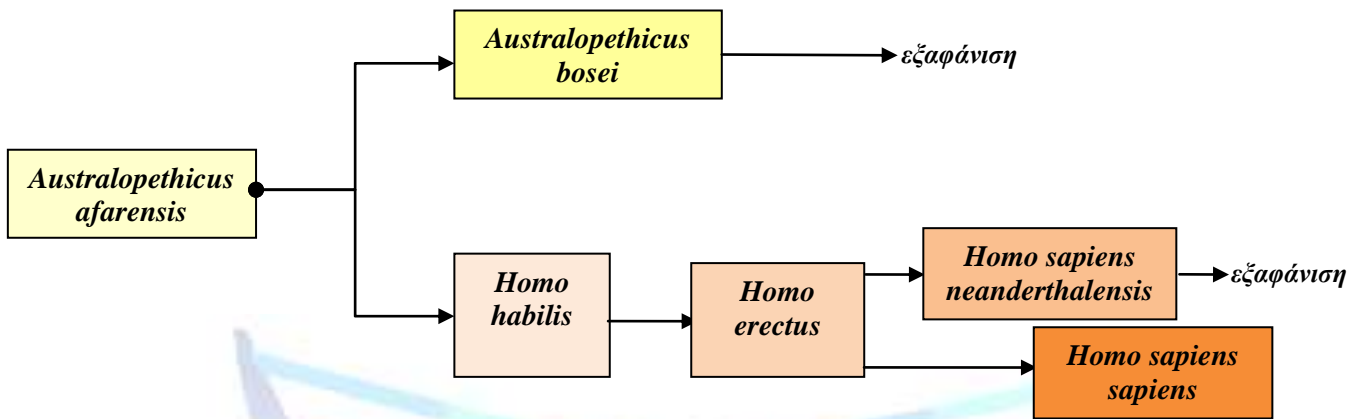 Australopethicus
bosei
εξαφάνιση
Australopethicus
afarensis
Homo
habilis
Homo
erectus
Homo sapiens
neanderthalensis
εξαφάνιση
Homo sapiens
sapiens